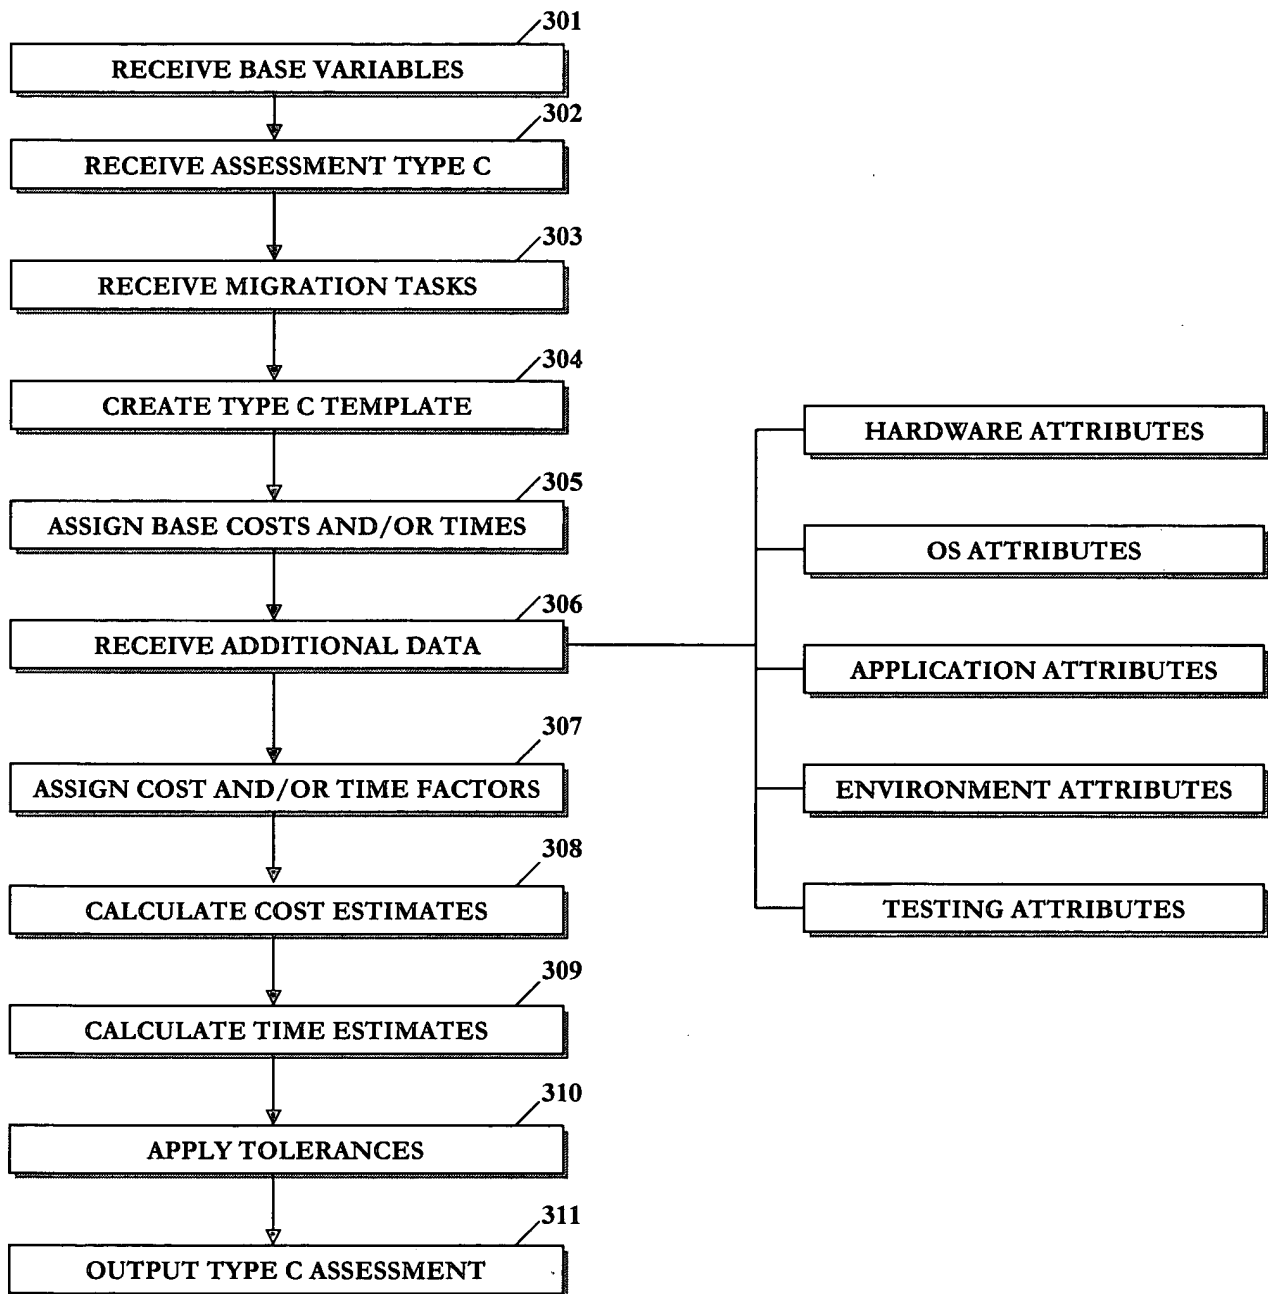 301
RECEIVE BASE VARIABLES
302
RECEIVE ASSESSMENT TYPE C
303
RECEIVE MIGRATION TASKS
304
CREATE TYPE C TEMPLATE
305
ASSIGN BASE COSTS AND/OR TIMES
306
RECEIVE ADDITIONAL DATA
HARDWARE ATTRIBUTES
OS ATTRIBUTES
APPLICATION ATTRIBUTES
ENVIRONMENT ATTRIBUTES
TESTING ATTRIBUTES
307
ASSIGN COST AND/OR TIME FACTORS
308
CALCULATE COST ESTIMATES
309
CALCULATE TIME ESTIMATES
310
APPLY TOLERANCES
311
OUTPUT TYPE C ASSESSMENT